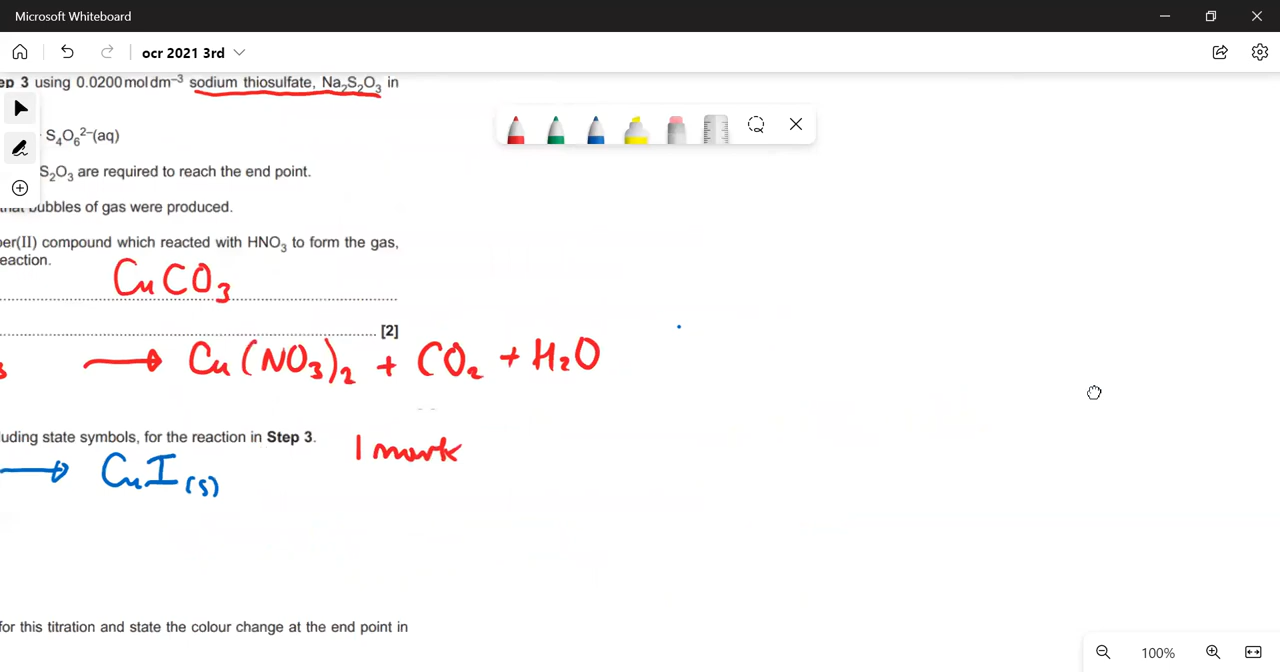 Microsoft Whiteboard
ocr 2021 3rd
ep 3 using 0.0200 mol dm⁻³ sodium thiosulfate, Na₂S₂O₃ in
S₄O₆²⁻(aq)
S₂O₃ are required to reach the end point.
that bubbles of gas were produced.
per(II) compound which reacted with HNO₃ to form the gas,
eaction.
CuCO₃
[2]
₃ → Cu(NO₃)₂ + CO₂ + H₂O
luding state symbols, for the reaction in Step 3.
1 mark
→ CuI(s)
for this titration and state the colour change at the end point in
100%